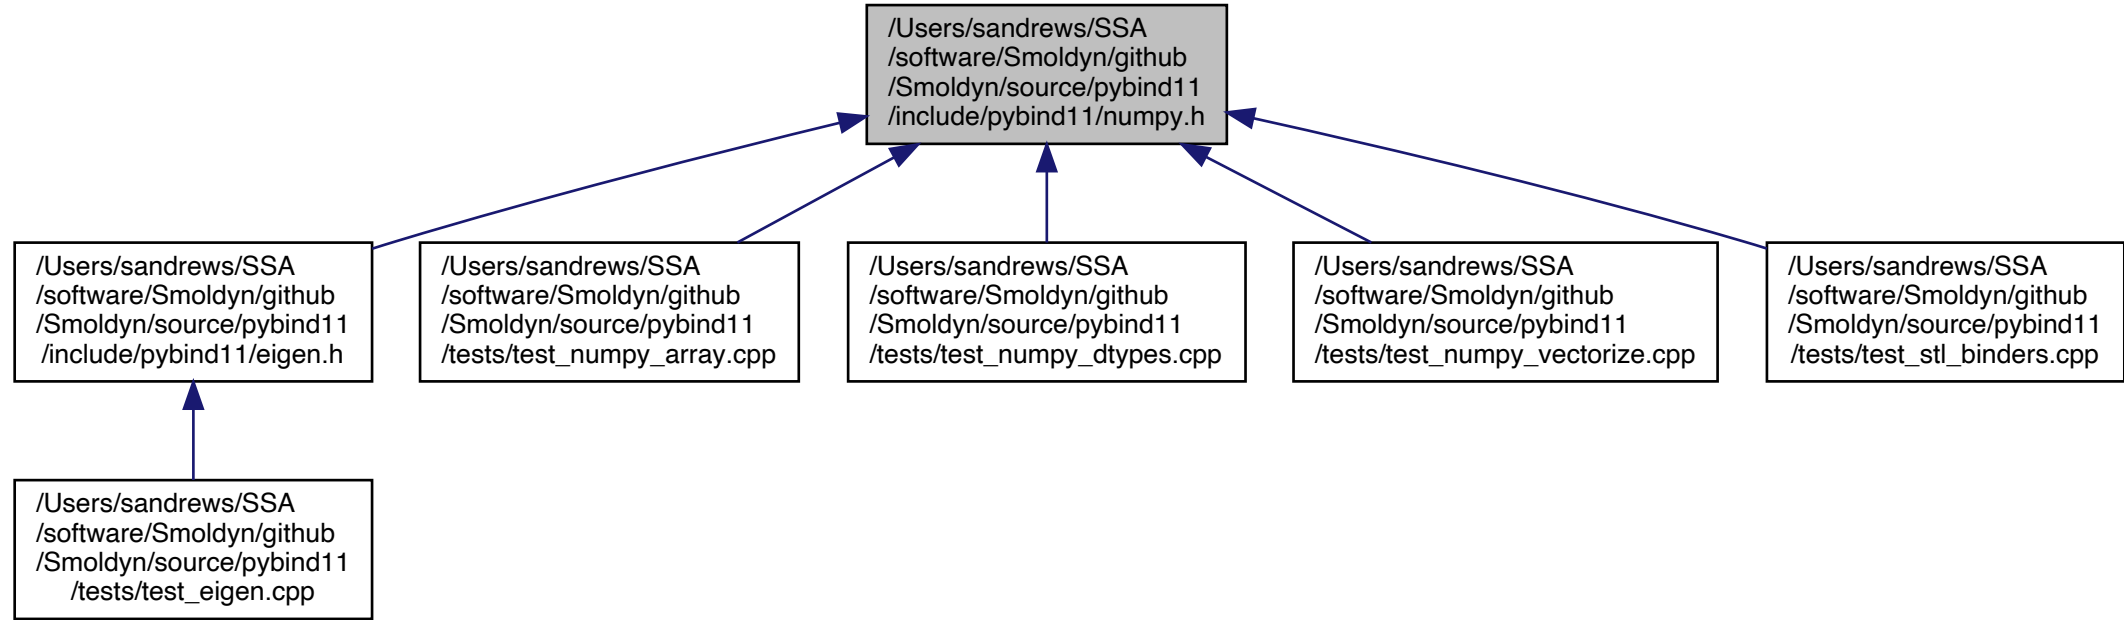 /Users/sandrews/SSA
/software/Smoldyn/github
/Smoldyn/source/pybind11
/include/pybind11/numpy.h
/Users/sandrews/SSA
/software/Smoldyn/github
/Smoldyn/source/pybind11
/include/pybind11/eigen.h
/Users/sandrews/SSA
/software/Smoldyn/github
/Smoldyn/source/pybind11
/tests/test_numpy_array.cpp
/Users/sandrews/SSA
/software/Smoldyn/github
/Smoldyn/source/pybind11
/tests/test_numpy_dtypes.cpp
/Users/sandrews/SSA
/software/Smoldyn/github
/Smoldyn/source/pybind11
/tests/test_numpy_vectorize.cpp
/Users/sandrews/SSA
/software/Smoldyn/github
/Smoldyn/source/pybind11
/tests/test_stl_binders.cpp
/Users/sandrews/SSA
/software/Smoldyn/github
/Smoldyn/source/pybind11
/tests/test_eigen.cpp